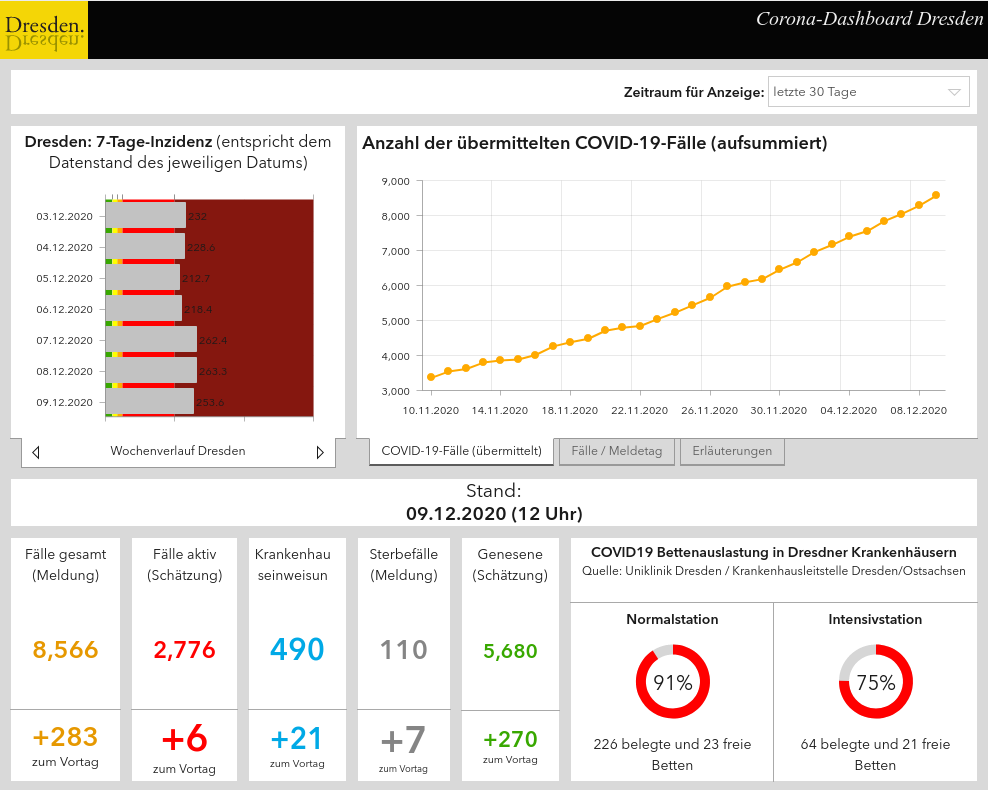 Dresden.
Dresden.
Corona-Dashboard Dresden
Zeitraum für Anzeige: letzte 30 Tage
Dresden: 7-Tage-Inzidenz (entspricht dem
Datenstand des jeweiligen Datums)
03.12.2020 232
04.12.2020 228.6
05.12.2020 212.7
06.12.2020 218.4
07.12.2020 262.4
08.12.2020 263.3
09.12.2020 253.6
Wochenverlauf Dresden
Anzahl der übermittelten COVID-19-Fälle (aufsummiert)
9,000
8,000
7,000
6,000
5,000
4,000
3,000
10.11.2020 14.11.2020 18.11.2020 22.11.2020 26.11.2020 30.11.2020 04.12.2020 08.12.2020
COVID-19-Fälle (übermittelt) Fälle / Meldetag Erläuterungen
Stand:
09.12.2020 (12 Uhr)
Fälle gesamt
(Meldung)
8,566
+283
zum Vortag
Fälle aktiv
(Schätzung)
2,776
+6
zum Vortag
Krankenhau
seinweisun
490
+21
zum Vortag
Sterbefälle
(Meldung)
110
+7
zum Vortag
Genesene
(Schätzung)
5,680
+270
zum Vortag
COVID19 Bettenauslastung in Dresdner Krankenhäusern
Quelle: Uniklinik Dresden / Krankenhausleitstelle Dresden/Ostsachsen
Normalstation
91%
226 belegte und 23 freie
Betten
Intensivstation
75%
64 belegte und 21 freie
Betten